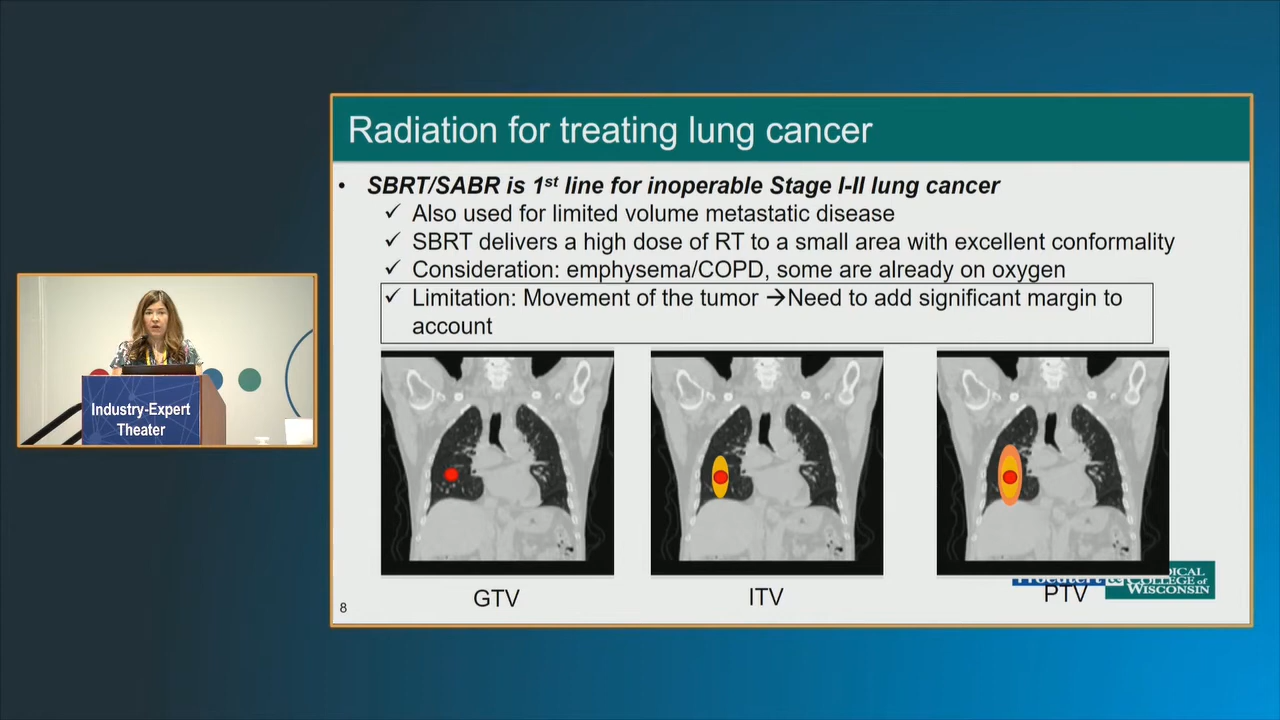 Radiation for treating lung cancer
• SBRT/SABR is 1st line for inoperable Stage I-II lung cancer
✓ Also used for limited volume metastatic disease
✓ SBRT delivers a high dose of RT to a small area with excellent conformality
✓ Consideration: emphysema/COPD, some are already on oxygen
✓ Limitation: Movement of the tumor →Need to add significant margin to
account
Industry-Expert
Theater
GTV
ITV
PTV
COLLEGE of
WISCONSIN
8